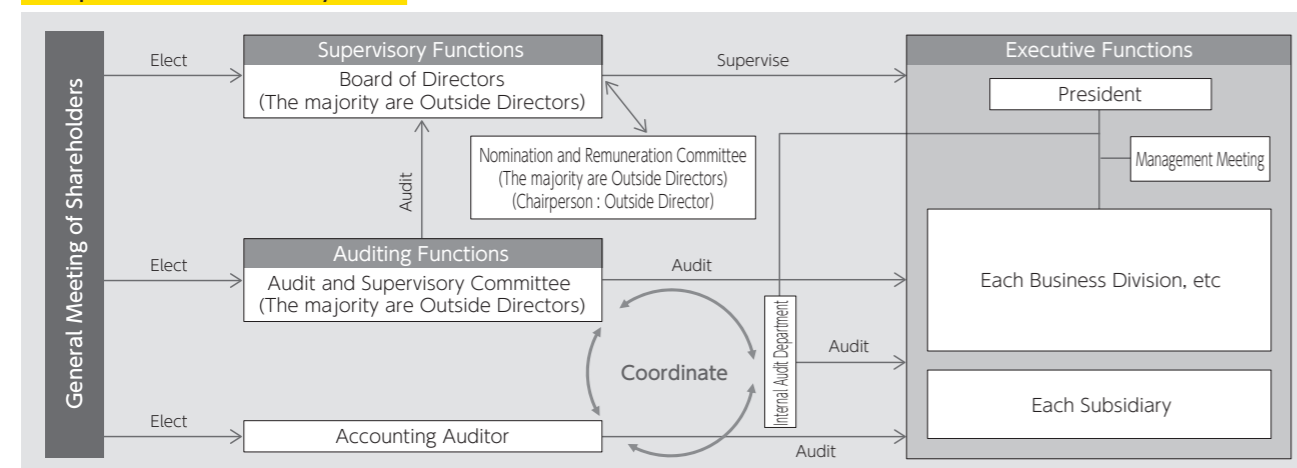 General Meeting of Shareholders
Elect
Supervisory Functions
Board of Directors
(The majority are Outside Directors)
Supervise
Executive Functions
President
Management Meeting
Nomination and Remuneration Committee
(The majority are Outside Directors)
(Chairperson : Outside Director)
Audit
Elect
Auditing Functions
Audit and Supervisory Committee
(The majority are Outside Directors)
Audit
Each Business Division, etc
Internal Audit Department
Audit
Coordinate
Each Subsidiary
Elect
Accounting Auditor
Audit